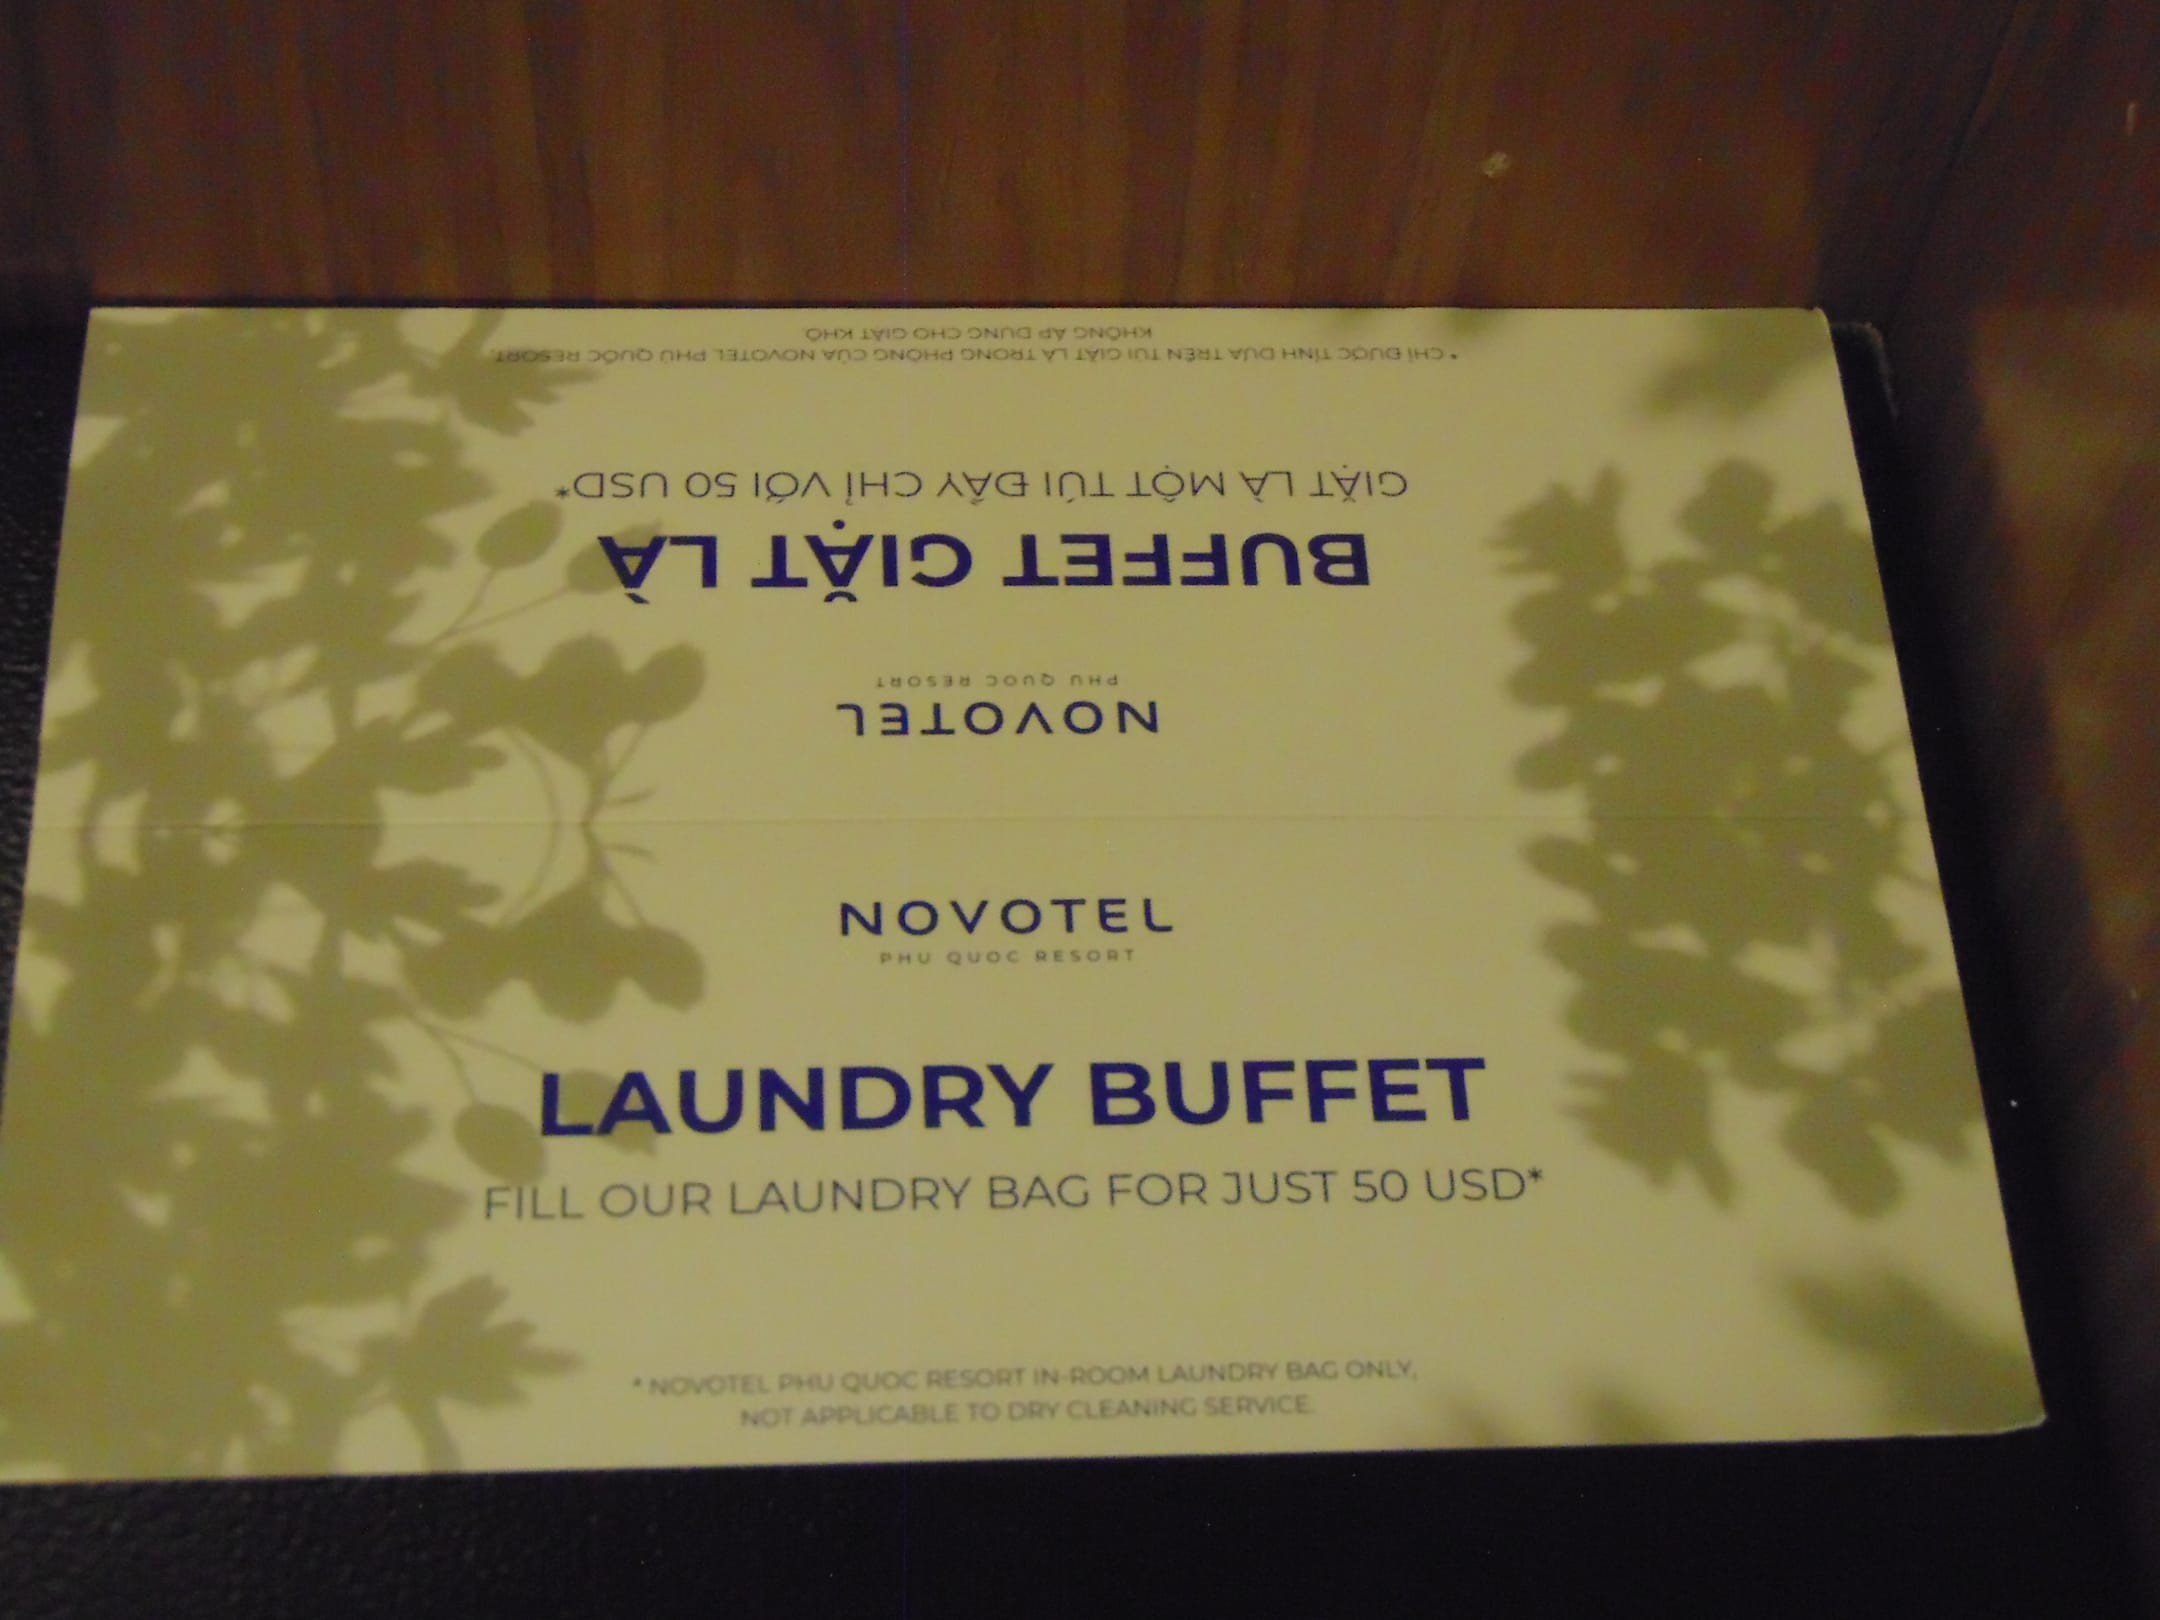 NOVOTEL
PHU QUOC RESORT
BUFFET GIẶT LÀ
GIẶT LÀ MỘT TÚI ĐẦY CHỈ VỚI 50 USD*
* CHỈ ĐƯỢC TÍNH DỰA TRÊN TÚI GIẶT LÀ TRONG PHÒNG CỦA NOVOTEL PHU QUOC RESORT,
KHÔNG ÁP DỤNG CHO GIẶT KHÔ.
NOVOTEL
PHU QUOC RESORT
LAUNDRY BUFFET
FILL OUR LAUNDRY BAG FOR JUST 50 USD*
* NOVOTEL PHU QUOC RESORT IN-ROOM LAUNDRY BAG ONLY,
NOT APPLICABLE TO DRY CLEANING SERVICE.